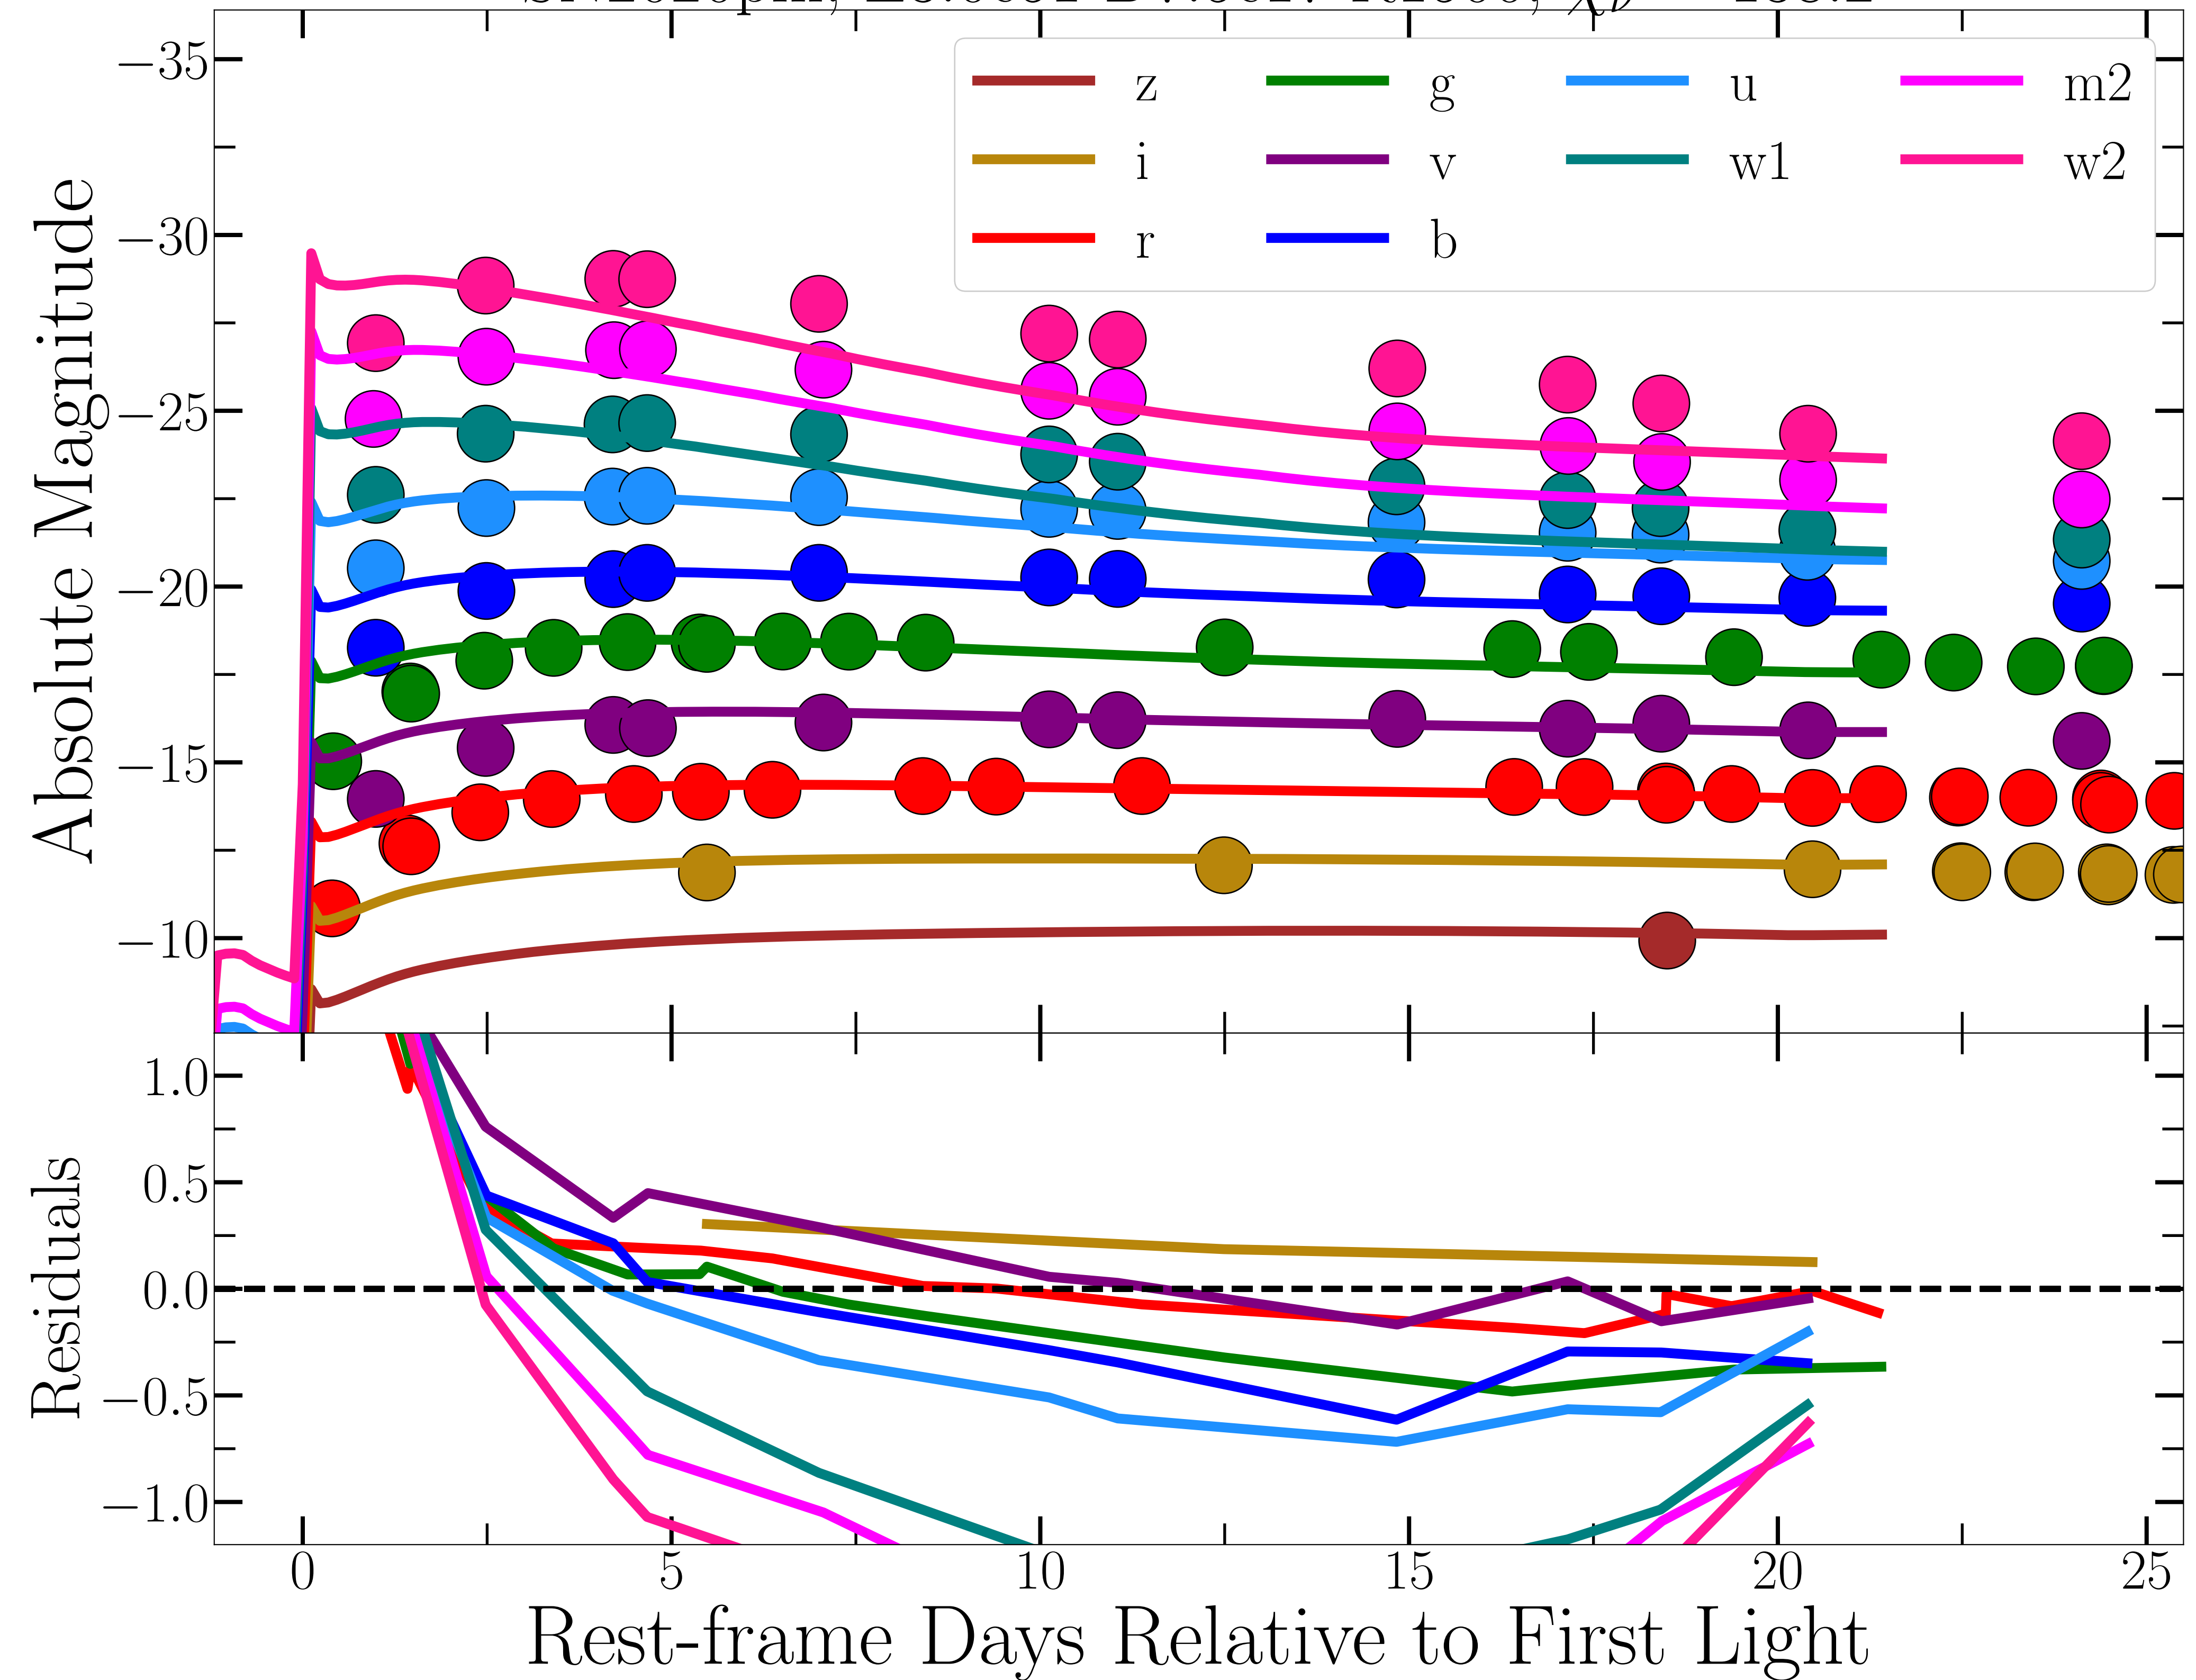 Absolute Magnitude
−35
−30
−25
−20
−15
−10
z
g
u
m2
i
v
w1
w2
r
b
Residuals
1.0
0.5
0.0
−0.5
−1.0
0
5
10
15
20
25
Rest-frame Days Relative to First Light